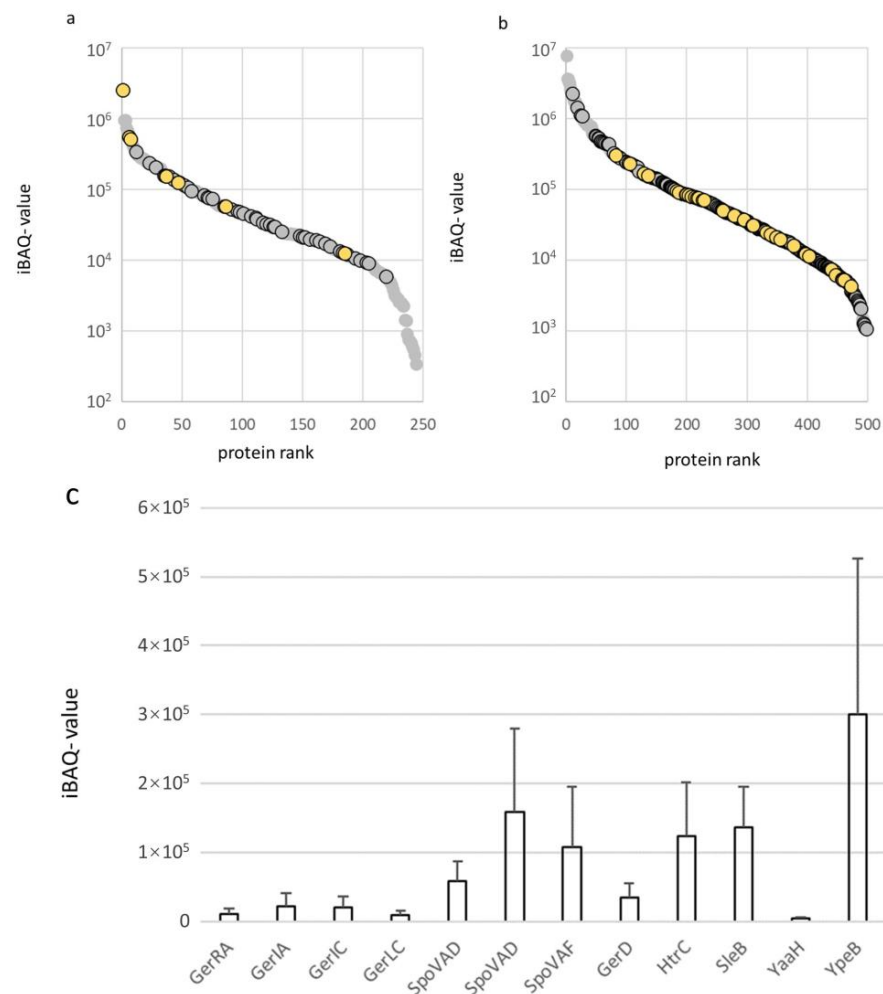 a
b
10⁷
10⁶
10⁵
10⁴
10³
10²
iBAQ- value
0
50
100
150
200
250
protein rank
10⁷
10⁶
10⁵
10⁴
10³
10²
iBAQ- value
0
100
200
300
400
500
protein rank
c
6×10⁵
5×10⁵
4×10⁵
3×10⁵
2×10⁵
1×10⁵
0
iBAQ- value
GerRA
GerIA
GerIC
GerLC
SpoVAD
SpoVAD
SpoVAF
GerD
HtrC
SleB
YaaH
YpeB